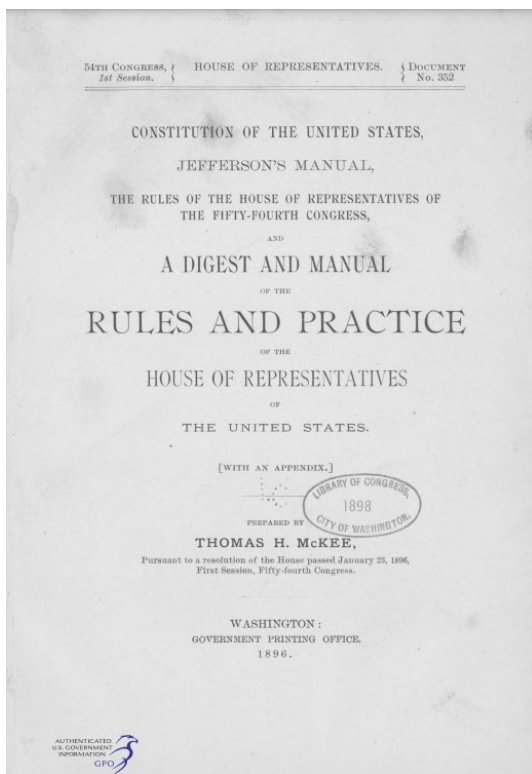 54TH CONGRESS, HOUSE OF REPRESENTATIVES. DOCUMENT
1st Session. No. 352
CONSTITUTION OF THE UNITED STATES,
JEFFERSON'S MANUAL,
THE RULES OF THE HOUSE OF REPRESENTATIVES OF
THE FIFTY-FOURTH CONGRESS,
AND
A DIGEST AND MANUAL
OF THE
RULES AND PRACTICE
OF THE
HOUSE OF REPRESENTATIVES
OF
THE UNITED STATES.
[WITH AN APPENDIX.]
LIBRARY OF CONGRESS,
1898
CITY OF WASHINGTON.
PREPARED BY
THOMAS H. McKEE,
Pursuant to a resolution of the House passed January 23, 1896,
First Session, Fifty-fourth Congress.
WASHINGTON:
GOVERNMENT PRINTING OFFICE.
1896.
AUTHENTICATED
U.S. GOVERNMENT
INFORMATION
GPO